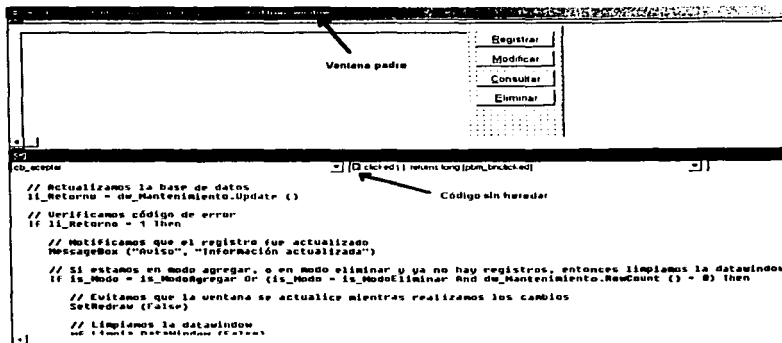 Registrar
Ventana padre
Modificar
Consultar
Eliminar
cb_aceptar
clicked ( ) returns long [pbm_bnclicked]
Código sin heredar
// Actualizamos la base de datos
li_Retorno = dw_Mantenimiento.Update ()
// Verificamos código de error
If li_Retorno = 1 Then
// Notificamos que el registro fue actualizado
MessageBox ("Aviso", "Información actualizada")
// Si estamos en modo agregar, o en modo eliminar y ya no hay registros, entonces limpiamos la datawindow
If is_Modo = is_ModoAgregar Or (is_Modo = is_ModoEliminar And dw_Mantenimiento.RowCount () = 0) Then
// Evitamos que la ventana se actualice mientras realizamos los cambios
SetRedraw (False)
// Limpiamos la datawindow
wf_Limpia_DataWindow (False)